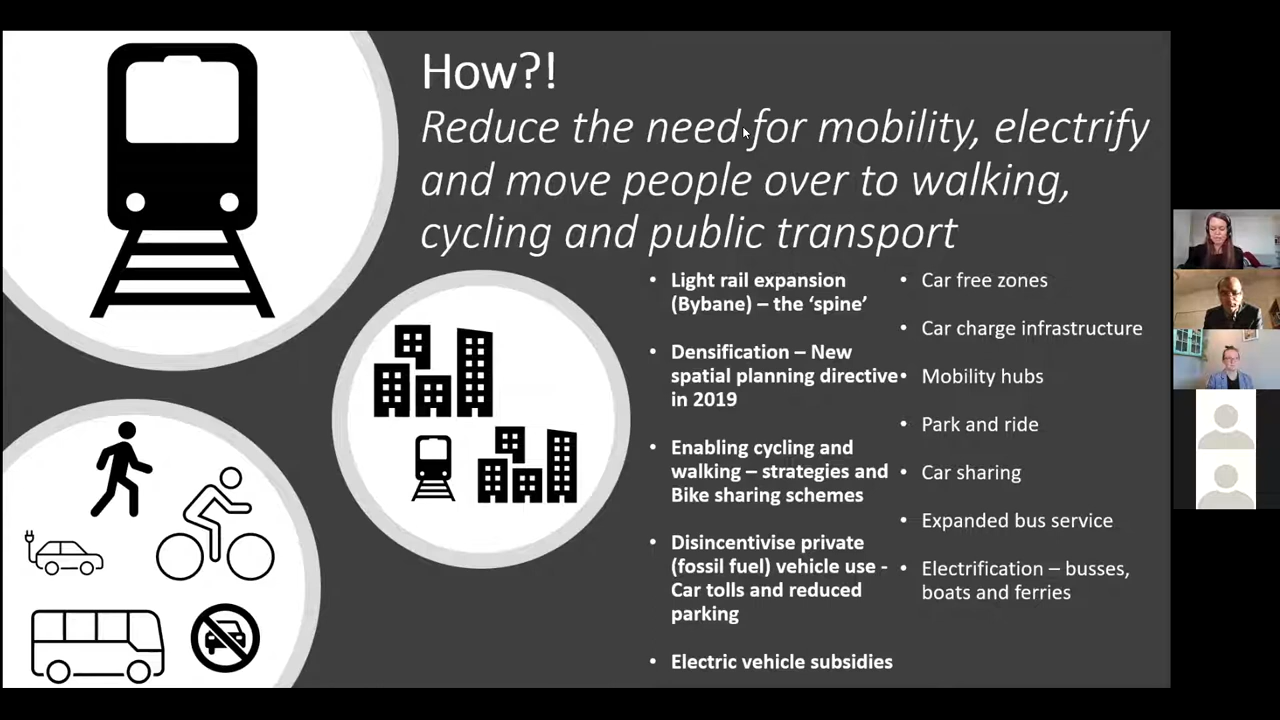 How?!
Reduce the need for mobility, electrify
and move people over to walking,
cycling and public transport
• Light rail expansion
(Bybane) – the ‘spine’
• Densification – New
spatial planning directive
in 2019
• Enabling cycling and
walking – strategies and
Bike sharing schemes
• Disincentivise private
(fossil fuel) vehicle use -
Car tolls and reduced
parking
• Electric vehicle subsidies
• Car free zones
• Car charge infrastructure
• Mobility hubs
• Park and ride
• Car sharing
• Expanded bus service
• Electrification – busses,
boats and ferries